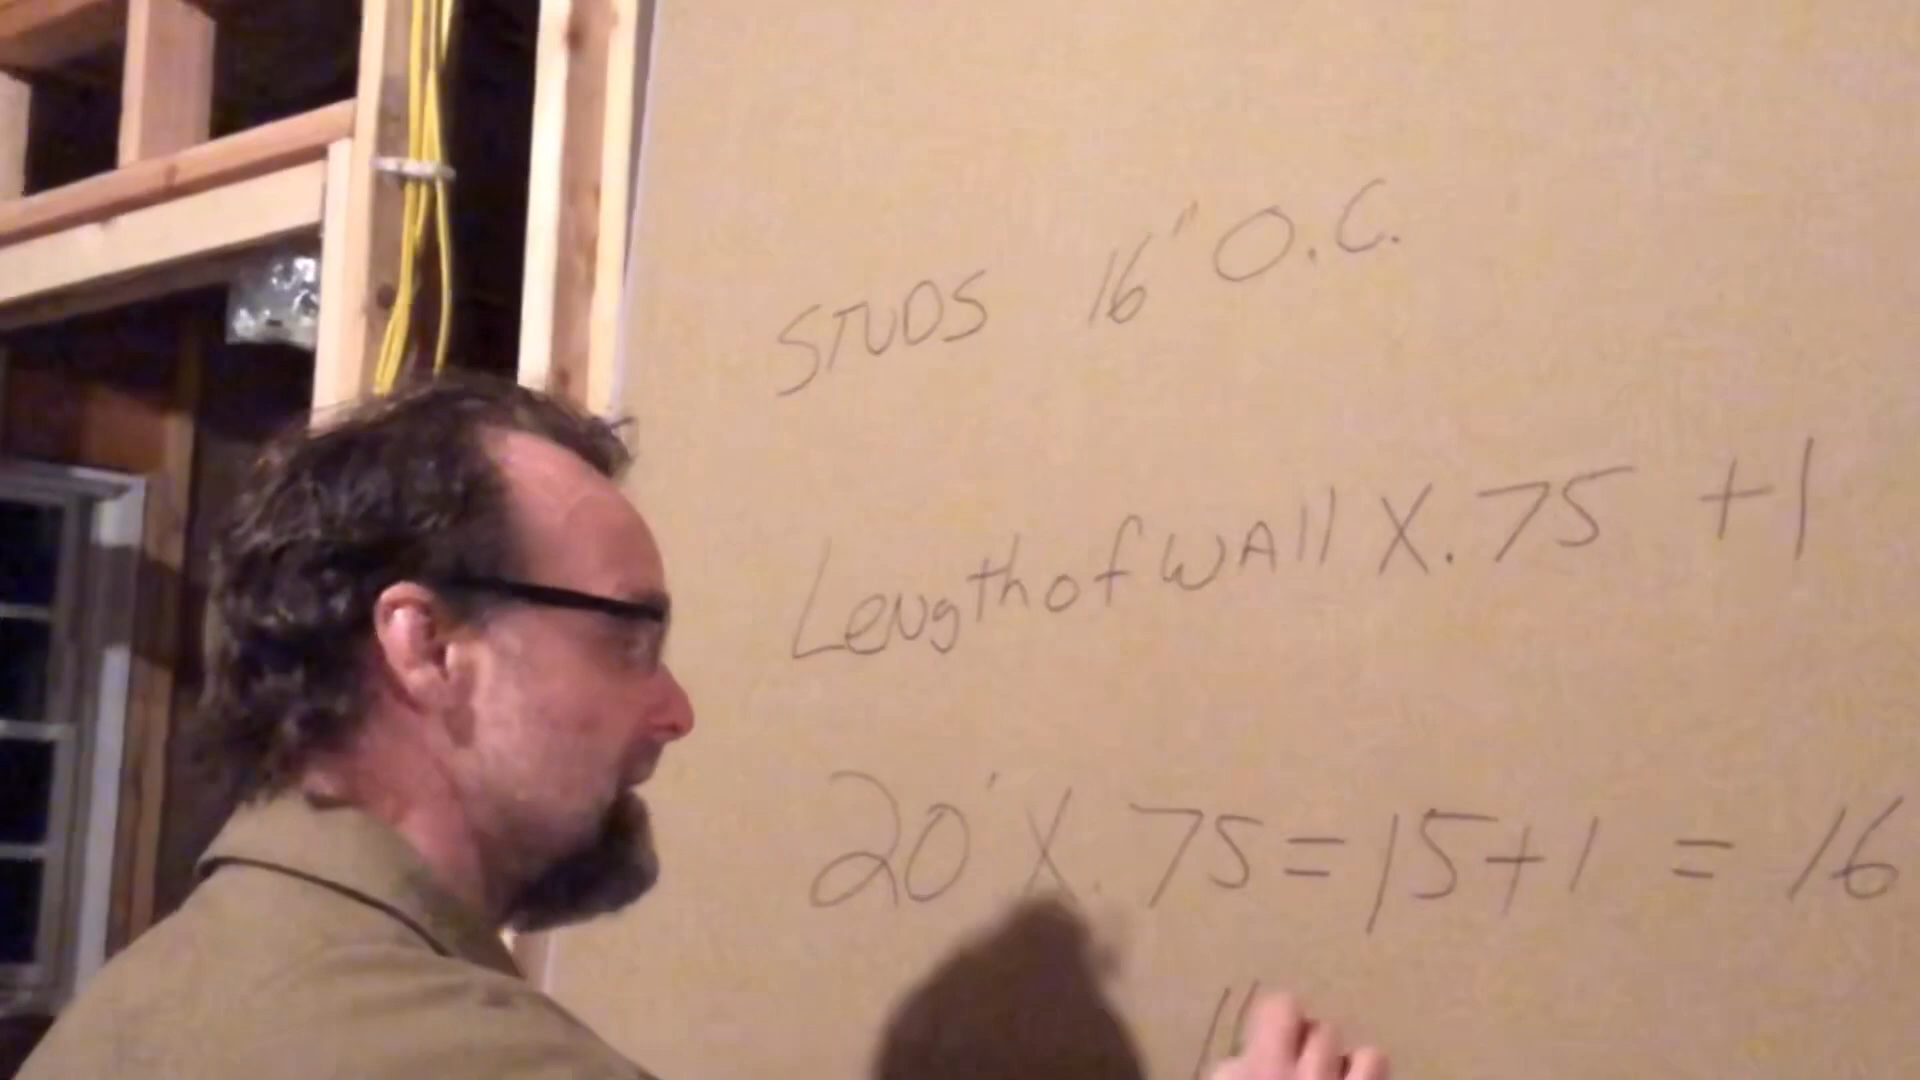 STUDS 16" O.C.
Length of WAll X .75 +1
20' X .75 = 15 + 1 = 16